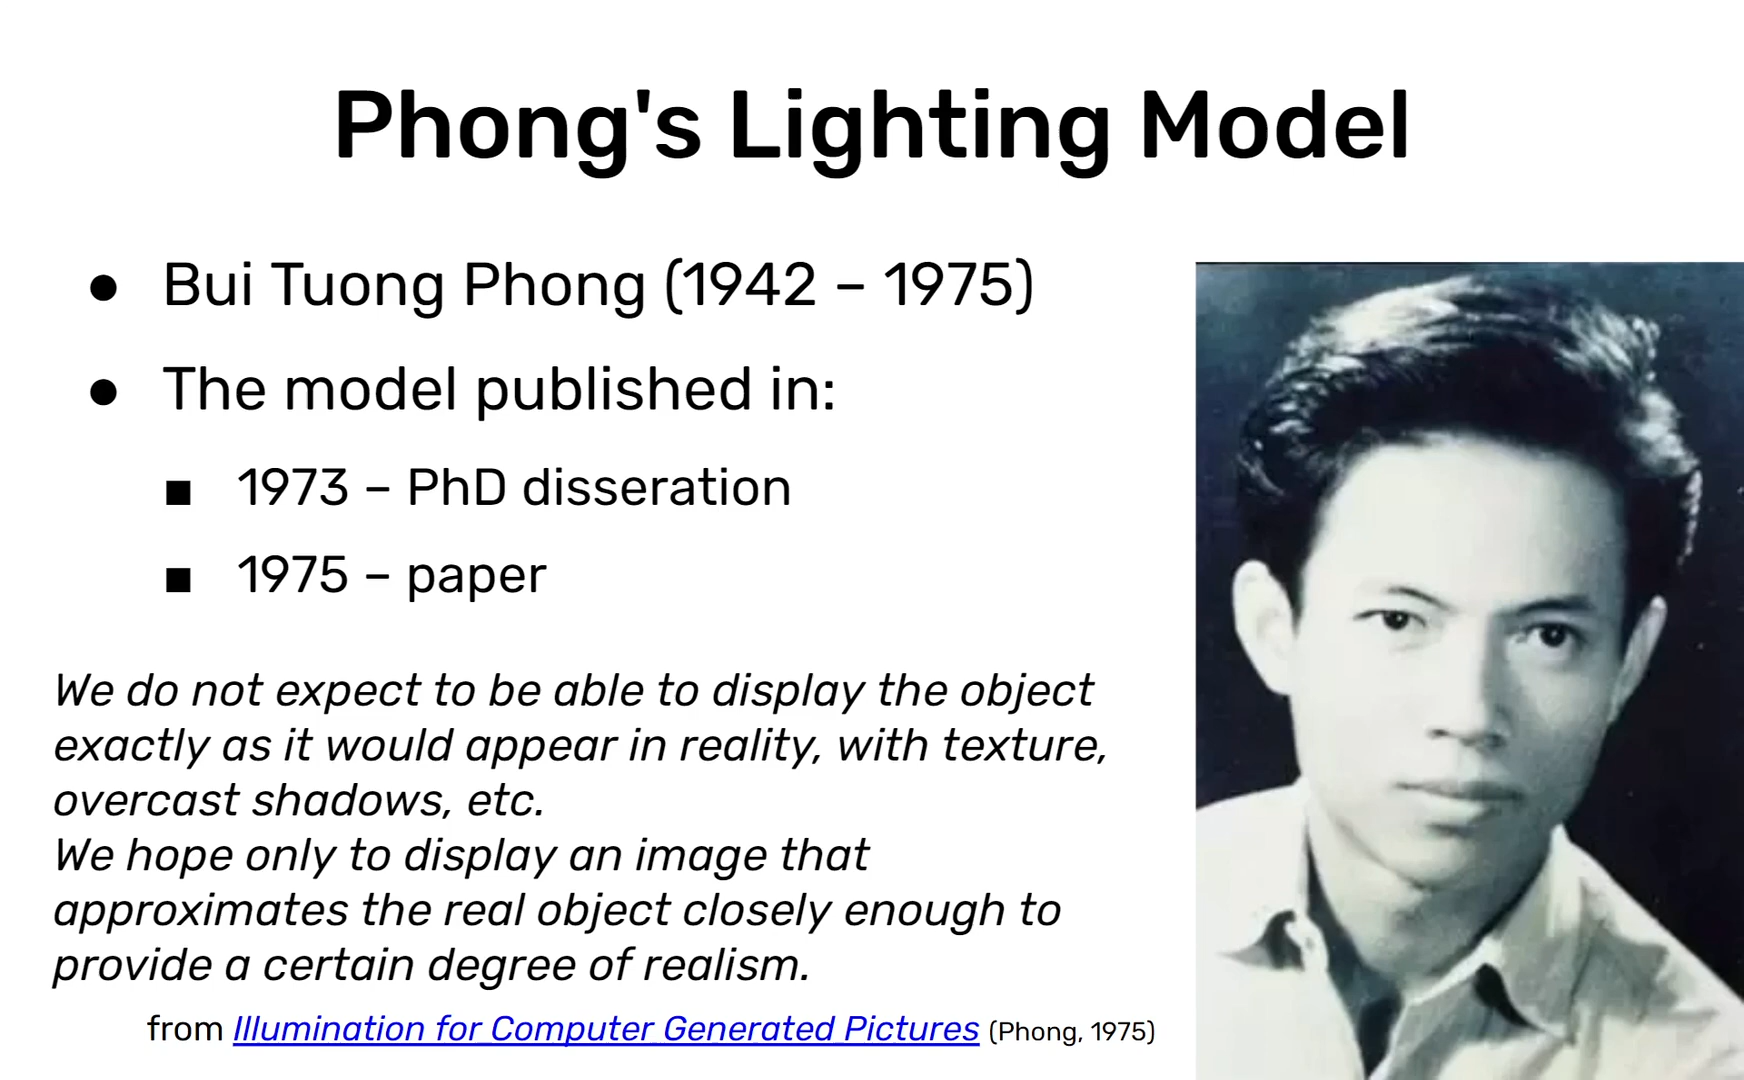 Phong's Lighting Model
● Bui Tuong Phong (1942 – 1975)
● The model published in:
■ 1973 – PhD disseration
■ 1975 – paper
We do not expect to be able to display the object
exactly as it would appear in reality, with texture,
overcast shadows, etc.
We hope only to display an image that
approximates the real object closely enough to
provide a certain degree of realism.
from Illumination for Computer Generated Pictures (Phong, 1975)